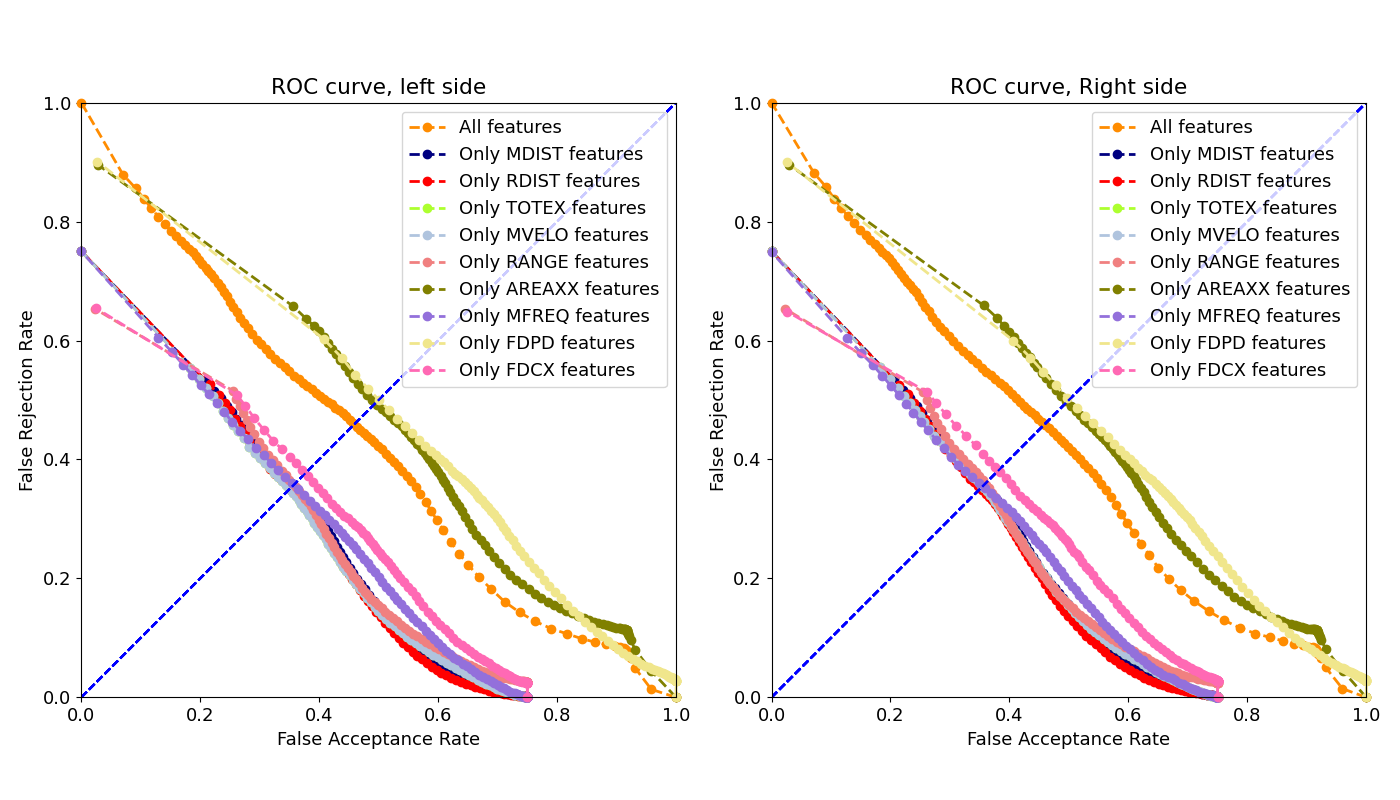 ROC curve, left side
1.0
0.8
0.6
0.4
0.2
0.0
False Rejection Rate
All features
Only MDIST features
Only RDIST features
Only TOTEX features
Only MVELO features
Only RANGE features
Only AREAXX features
Only MFREQ features
Only FDPD features
Only FDCX features
0.0 0.2 0.4 0.6 0.8 1.0
False Acceptance Rate
ROC curve, Right side
1.0
0.8
0.6
0.4
0.2
0.0
False Rejection Rate
All features
Only MDIST features
Only RDIST features
Only TOTEX features
Only MVELO features
Only RANGE features
Only AREAXX features
Only MFREQ features
Only FDPD features
Only FDCX features
0.0 0.2 0.4 0.6 0.8 1.0
False Acceptance Rate